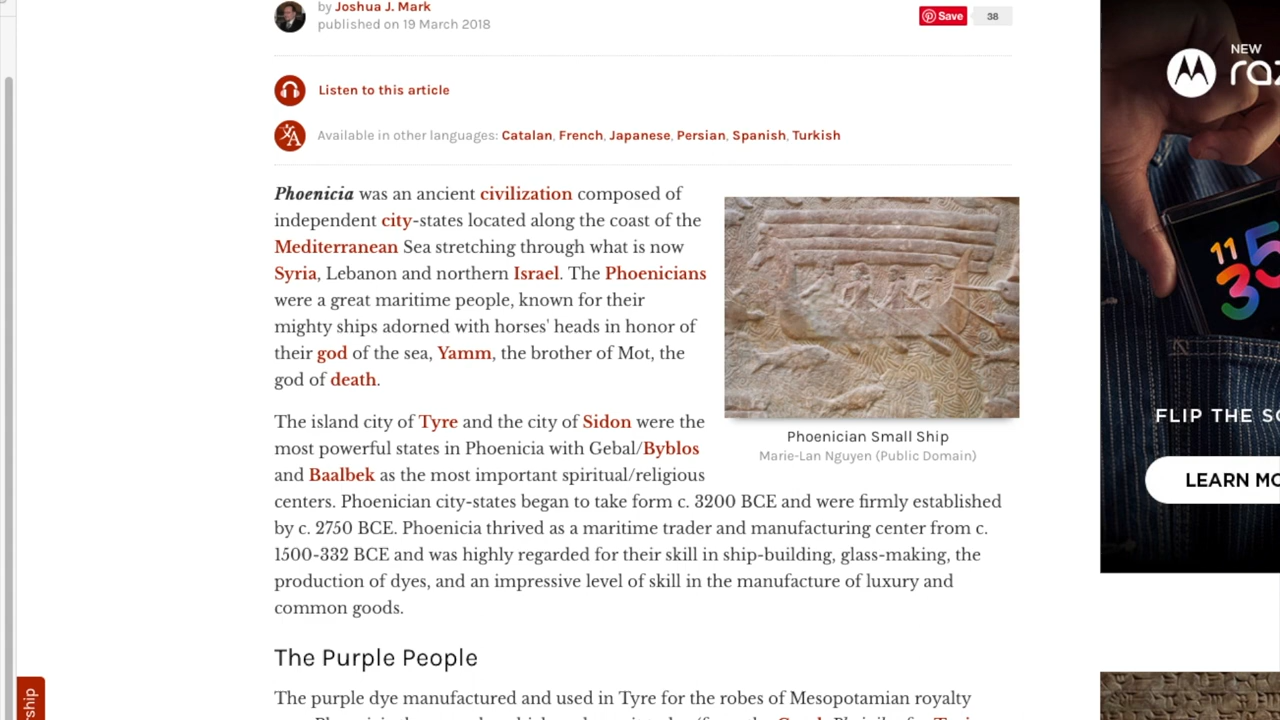 by Joshua J. Mark
published on 19 March 2018
Save
38
Listen to this article
Available in other languages: Catalan, French, Japanese, Persian, Spanish, Turkish
Phoenicia was an ancient civilization composed of
independent city-states located along the coast of the
Mediterranean Sea stretching through what is now
Syria, Lebanon and northern Israel. The Phoenicians
were a great maritime people, known for their
mighty ships adorned with horses' heads in honor of
their god of the sea, Yamm, the brother of Mot, the
god of death.
Phoenician Small Ship
Marie-Lan Nguyen (Public Domain)
The island city of Tyre and the city of Sidon were the
most powerful states in Phoenicia with Gebal/Byblos
and Baalbek as the most important spiritual/religious
centers. Phoenician city-states began to take form c. 3200 BCE and were firmly established
by c. 2750 BCE. Phoenicia thrived as a maritime trader and manufacturing center from c.
1500-332 BCE and was highly regarded for their skill in ship-building, glass-making, the
production of dyes, and an impressive level of skill in the manufacture of luxury and
common goods.
The Purple People
The purple dye manufactured and used in Tyre for the robes of Mesopotamian royalty
NEW
raz
11
35
FLIP THE SC
LEARN MO
ship